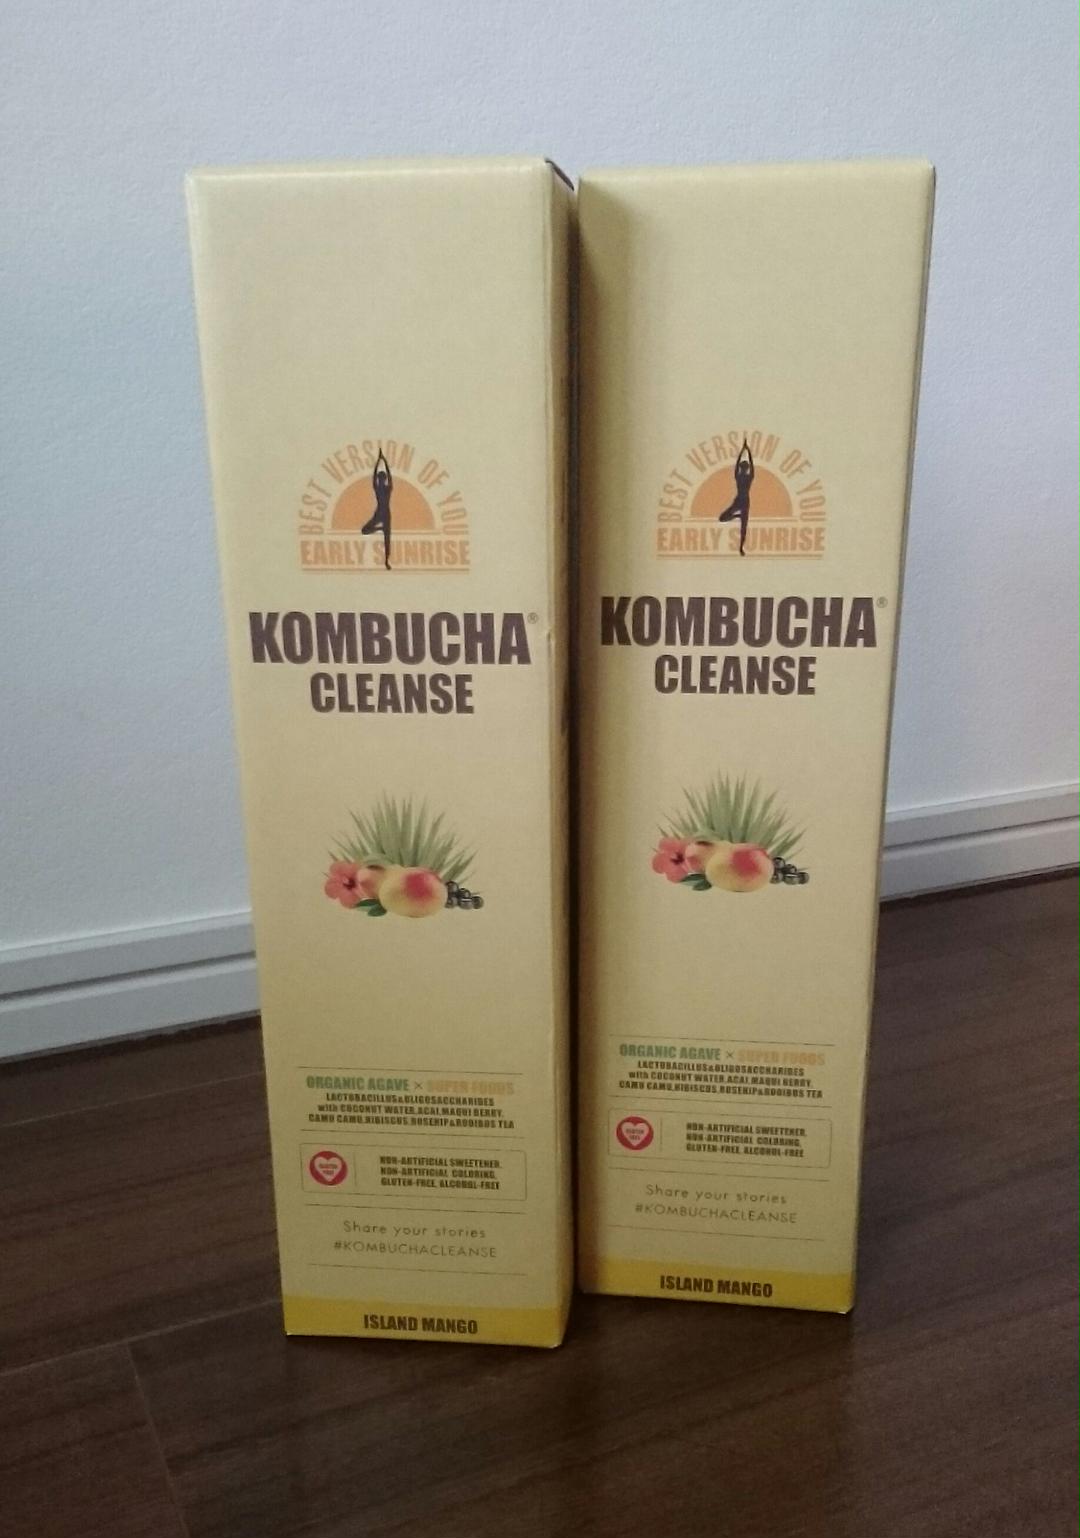 BEST VERSION OF YOU
EARLY SUNRISE
KOMBUCHA®
CLEANSE
ORGANIC AGAVE × SUPER FOODS
LACTOBACILLUS&OLIGOSACCHARIDES
with COCONUT WATER,ACAI,MAQUI BERRY,
CAMU CAMU,HIBISCUS,ROSEHIP&ROOIBOS TEA
GLUTEN
FREE
NON-ARTIFICIAL SWEETENER,
NON-ARTIFICIAL COLORING,
GLUTEN-FREE, ALCOHOL-FREE
Share your stories
#KOMBUCHACLEANSE
ISLAND MANGO
BEST VERSION OF YOU
EARLY SUNRISE
KOMBUCHA®
CLEANSE
ORGANIC AGAVE × SUPER FOODS
LACTOBACILLUS&OLIGOSACCHARIDES
with COCONUT WATER,ACAI,MAQUI BERRY,
CAMU CAMU,HIBISCUS,ROSEHIP&ROOIBOS TEA
GLUTEN
FREE
NON-ARTIFICIAL SWEETENER,
NON-ARTIFICIAL COLORING,
GLUTEN-FREE, ALCOHOL-FREE
Share your stories
#KOMBUCHACLEANSE
ISLAND MANGO